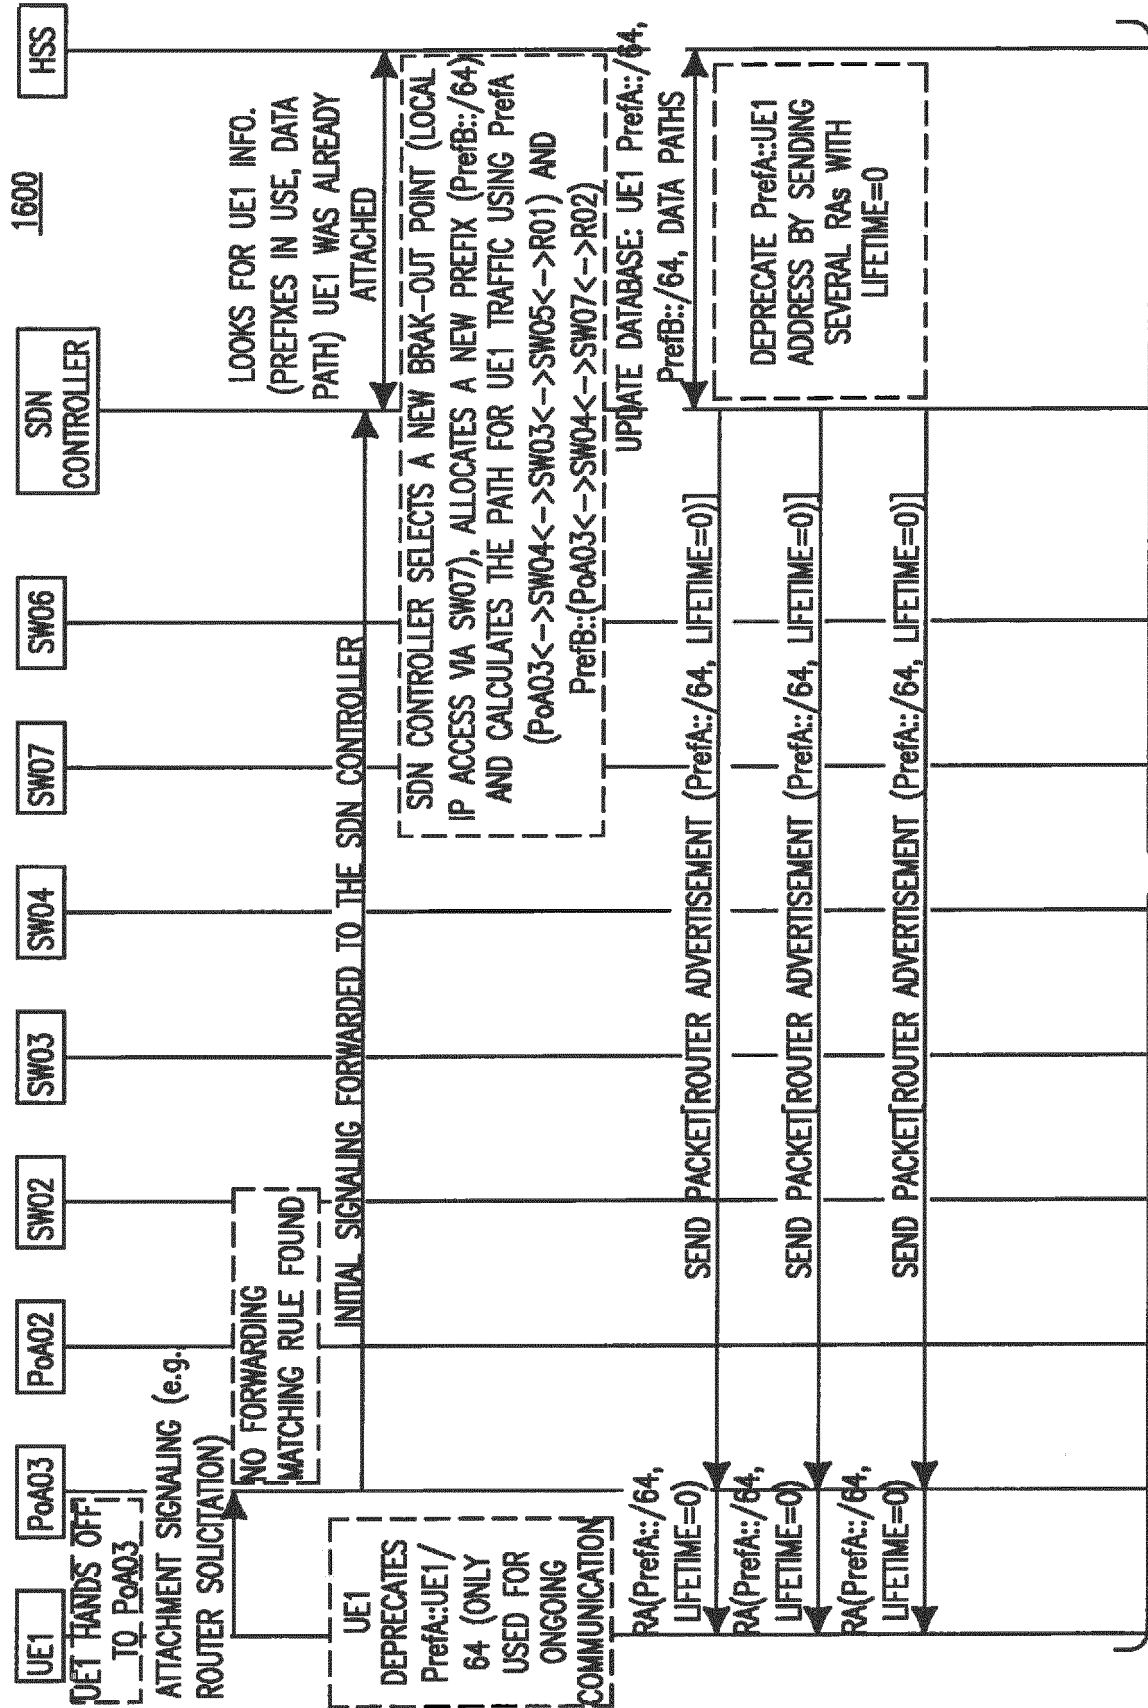 1600
UE1
PoA03
PoA02
SW02
SW03
SW04
SW07
SW06
SDN
CONTROLLER
HSS
UE1 HANDS OFF
TO PoA03
ATTACHMENT SIGNALING (e.g.
ROUTER SOLICITATION)
NO FORWARDING
MATCHING RULE FOUND
INITIAL SIGNALING FORWARDED TO THE SDN CONTROLLER
LOOKS FOR UE1 INFO.
(PREFIXES IN USE, DATA
PATH) UE1 WAS ALREADY
ATTACHED
SDN CONTROLLER SELECTS A NEW BRAK-OUT POINT (LOCAL
IP ACCESS VIA SW07), ALLOCATES A NEW PREFIX (PrefB::/64)
AND CALCULATES THE PATH FOR UE1 TRAFFIC USING PrefA
(PoA03<->SW04<->SW03<->SW05<->R01) AND
PrefB::(PoA03<->SW04<->SW07<->R02)
UPDATE DATABASE: UE1 PrefA::/64,
PrefB::/64, DATA PATHS
UE1
DEPRECATES
PrefA::UE1/
64 (ONLY
USED FOR
ONGOING
COMMUNICATION
DEPRECATE PrefA::UE1
ADDRESS BY SENDING
SEVERAL RAs WITH
LIFETIME=0
SEND PACKET[ROUTER ADVERTISEMENT (PrefA::/64, LIFETIME=0)]
RA(PrefA::/64,
LIFETIME=0)
SEND PACKET[ROUTER ADVERTISEMENT (PrefA::/64, LIFETIME=0)]
RA(PrefA::/64,
LIFETIME=0)
SEND PACKET[ROUTER ADVERTISEMENT (PrefA::/64, LIFETIME=0)]
RA(PrefA::/64,
LIFETIME=0)